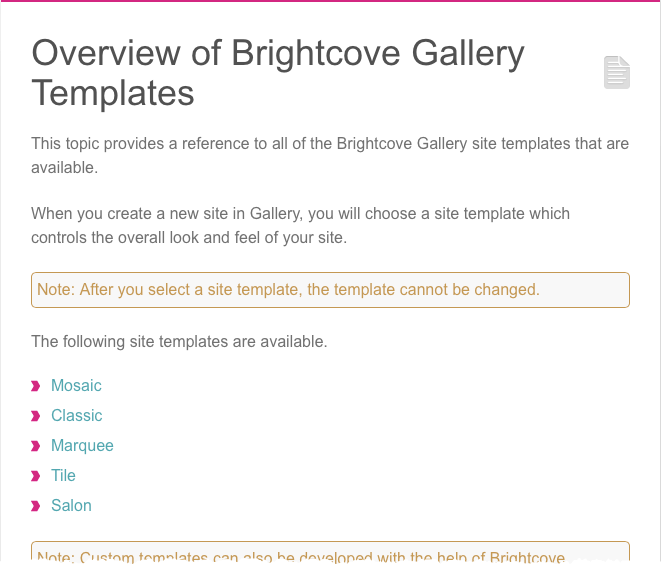 Overview of Brightcove Gallery
Templates
This topic provides a reference to all of the Brightcove Gallery site templates that are
available.
When you create a new site in Gallery, you will choose a site template which
controls the overall look and feel of your site.
Note: After you select a site template, the template cannot be changed.
The following site templates are available.
Mosaic
Classic
Marquee
Tile
Salon
Note: Custom templates can also be developed with the help of Brightcove